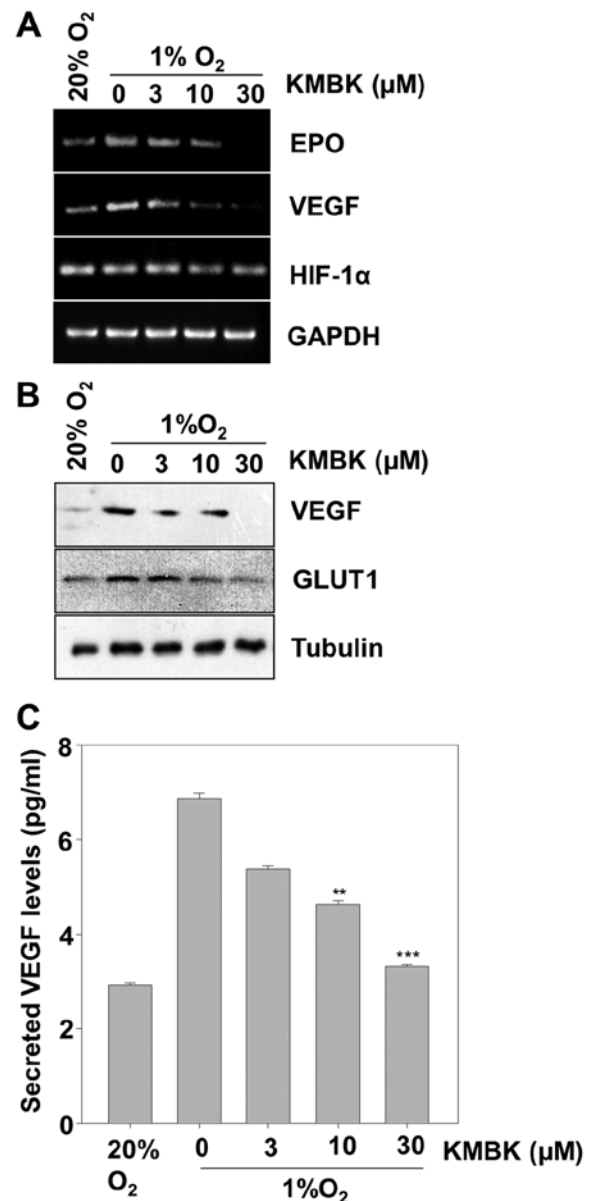 A
20% O2
1% O2
0 3 10 30 KMBK (µM)
EPO
VEGF
HIF-1α
GAPDH
B
20% O2
1%O2
0 3 10 30 KMBK (µM)
VEGF
GLUT1
Tubulin
C
Secreted VEGF levels (pg/ml)
8
6
4
2
0
**
***
20% O2
0 3 10 30 KMBK (µM)
1%O2